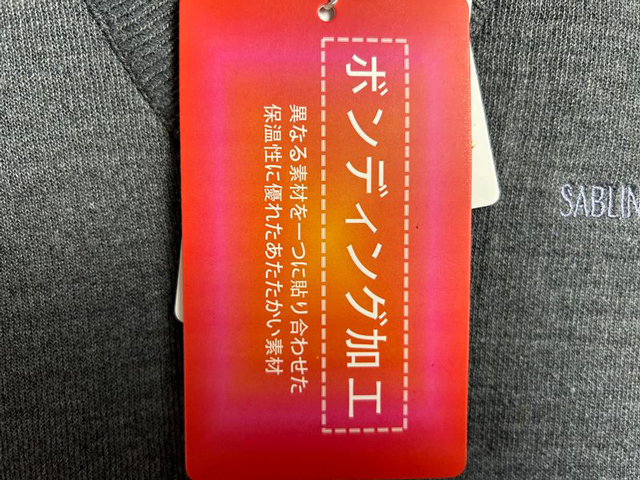 ボンディング加工
異なる素材を一つに貼り合わせた
保温性に優れたあたたかい素材
SABLIN